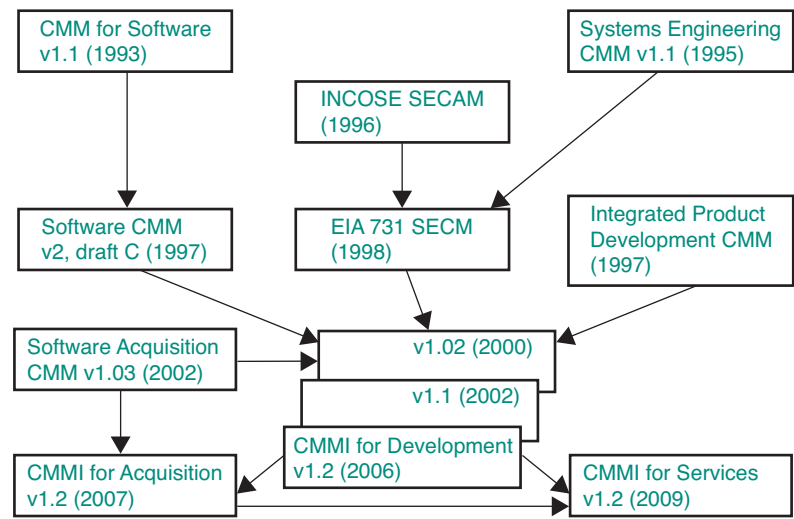 CMM for Software
v1.1 (1993)
Systems Engineering
CMM v1.1 (1995)
INCOSE SECAM
(1996)
Software CMM
v2, draft C (1997)
EIA 731 SECM
(1998)
Integrated Product
Development CMM
(1997)
Software Acquisition
CMM v1.03 (2002)
v1.02 (2000)
v1.1 (2002)
CMMI for Development
v1.2 (2006)
CMMI for Acquisition
v1.2 (2007)
CMMI for Services
v1.2 (2009)